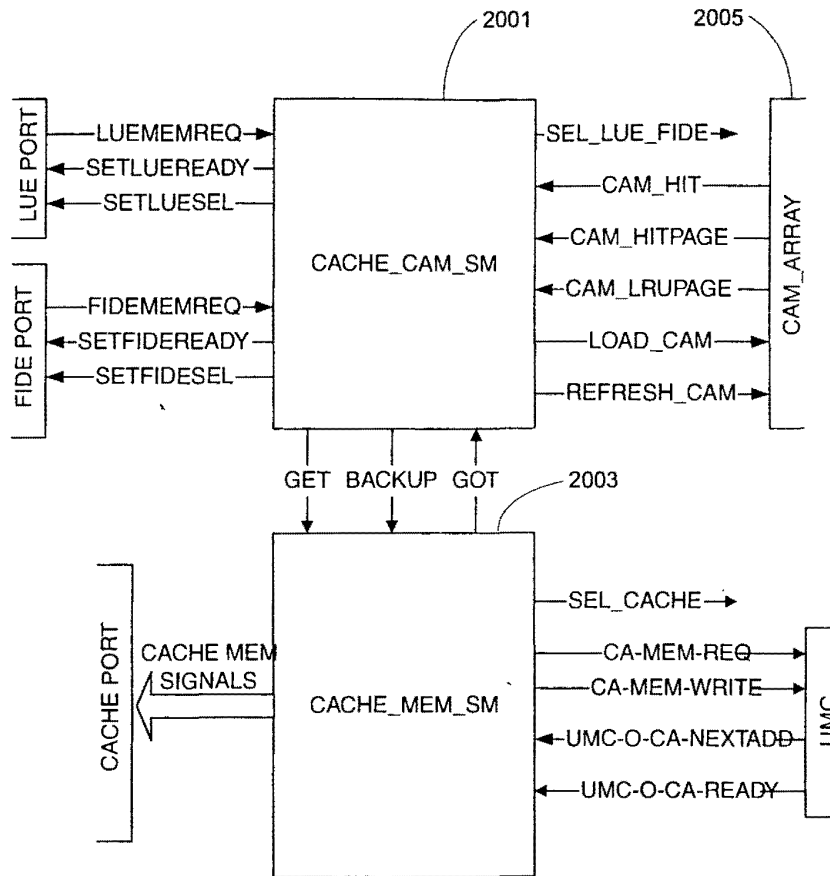 2001
2005
LUE PORT
LUEMEMREQ
SETLUEREADY
SETLUESEL
FIDE PORT
FIDEMEMREQ
SETFIDEREADY
SETFIDESEL
CACHE_CAM_SM
SEL_LUE_FIDE
CAM_HIT
CAM_HITPAGE
CAM_LRUPAGE
LOAD_CAM
REFRESH_CAM
CAM_ARRAY
GET BACKUP GOT
2003
CACHE PORT
CACHE MEM
SIGNALS
CACHE_MEM_SM
SEL_CACHE
CA-MEM-REQ
CA-MEM-WRITE
UMC-O-CA-NEXTADD
UMC-O-CA-READY
UMC